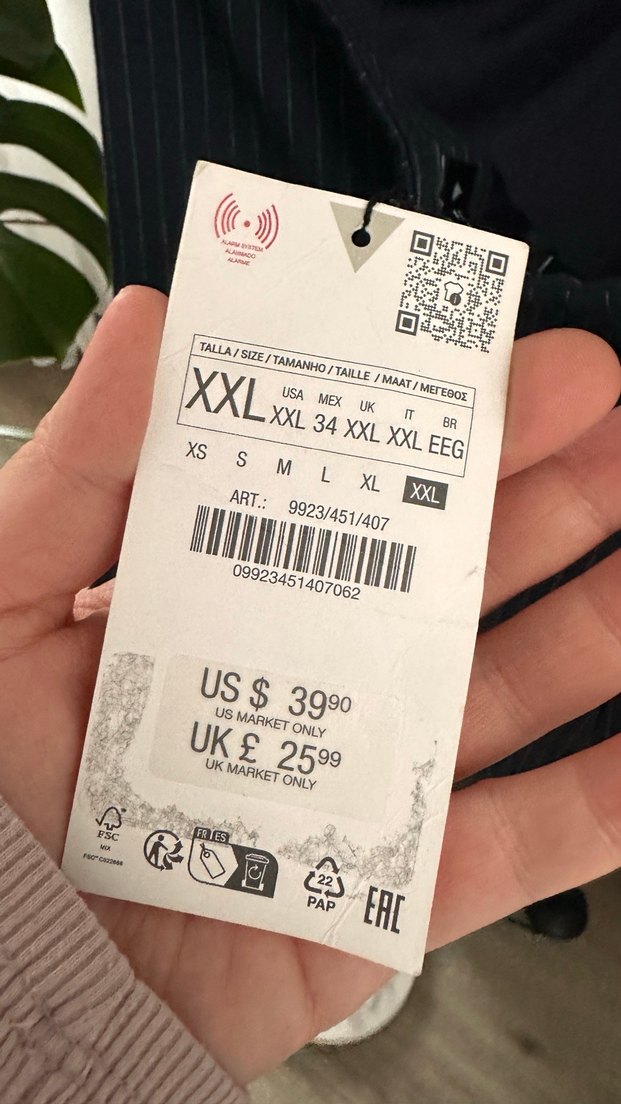 ALARM SYSTEM
ALARMADO
ALARME
TALLA / SIZE / TAMANHO / TAILLE / MAAT / ΜΕΓΕΘΟΣ
XXL
USA MEX UK IT BR
XXL 34 XXL XXL EEG
XS S M L XL XXL
ART.: 9923/451/407
09923451407062
US $ 39⁹⁰
US MARKET ONLY
UK £ 25⁹⁹
UK MARKET ONLY
FSC
MIX
FR ES
22
PAP
EAC